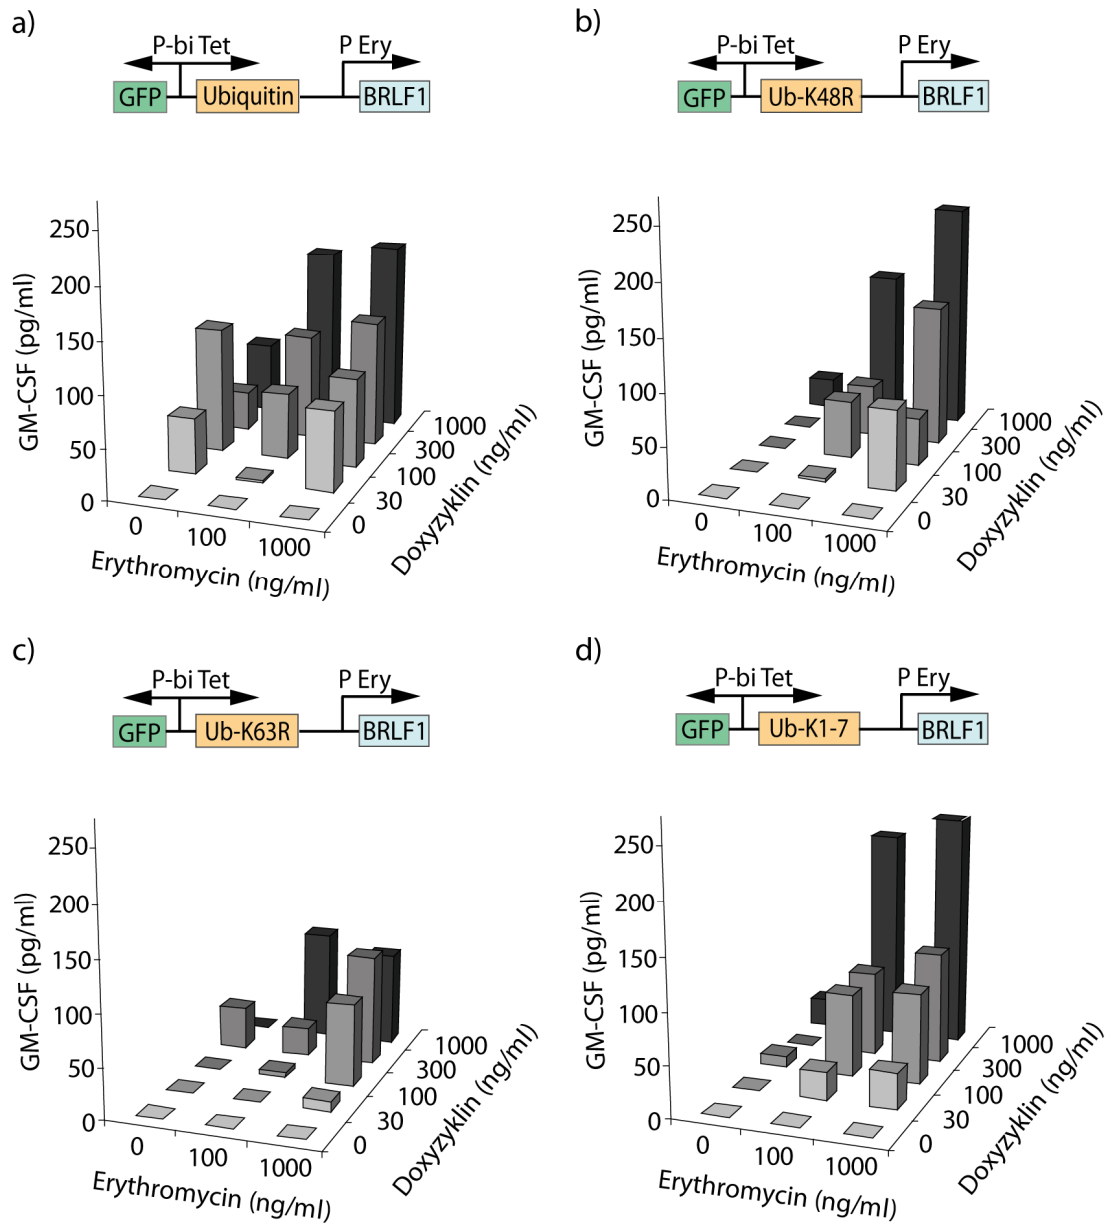 a)
P-bi Tet
P Ery
GFP
Ubiquitin
BRLF1
GM-CSF (pg/ml)
250
200
150
100
50
0
0
100
1000
Erythromycin (ng/ml)
0
30
100
300
1000
Doxyzyklin (ng/ml)
b)
P-bi Tet
P Ery
GFP
Ub-K48R
BRLF1
GM-CSF (pg/ml)
250
200
150
100
50
0
0
100
1000
Erythromycin (ng/ml)
0
30
100
300
1000
Doxyzyklin (ng/ml)
c)
P-bi Tet
P Ery
GFP
Ub-K63R
BRLF1
GM-CSF (pg/ml)
250
200
150
100
50
0
0
100
1000
Erythromycin (ng/ml)
0
30
100
300
1000
Doxyzyklin (ng/ml)
d)
P-bi Tet
P Ery
GFP
Ub-K1-7
BRLF1
GM-CSF (pg/ml)
250
200
150
100
50
0
0
100
1000
Erythromycin (ng/ml)
0
30
100
300
1000
Doxyzyklin (ng/ml)